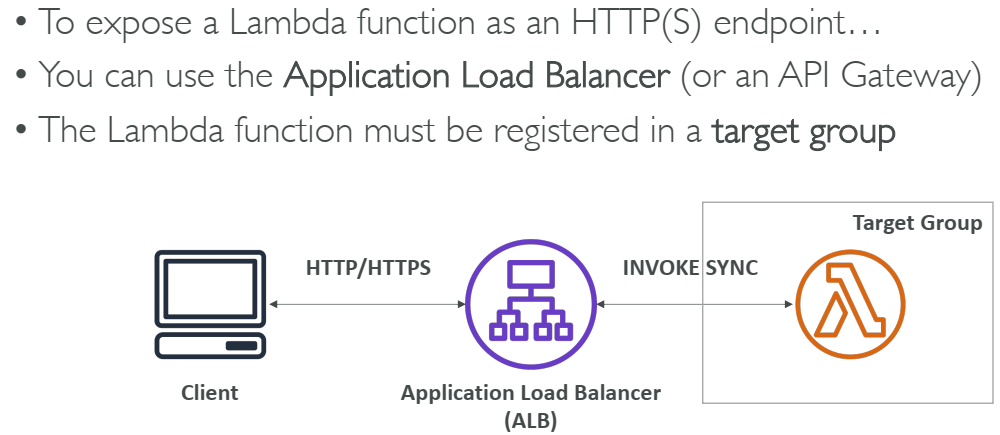 • To expose a Lambda function as an HTTP(S) endpoint…
• You can use the Application Load Balancer (or an API Gateway)
• The Lambda function must be registered in a target group
Target Group
HTTP/HTTPS
INVOKE SYNC
Client
Application Load Balancer
(ALB)